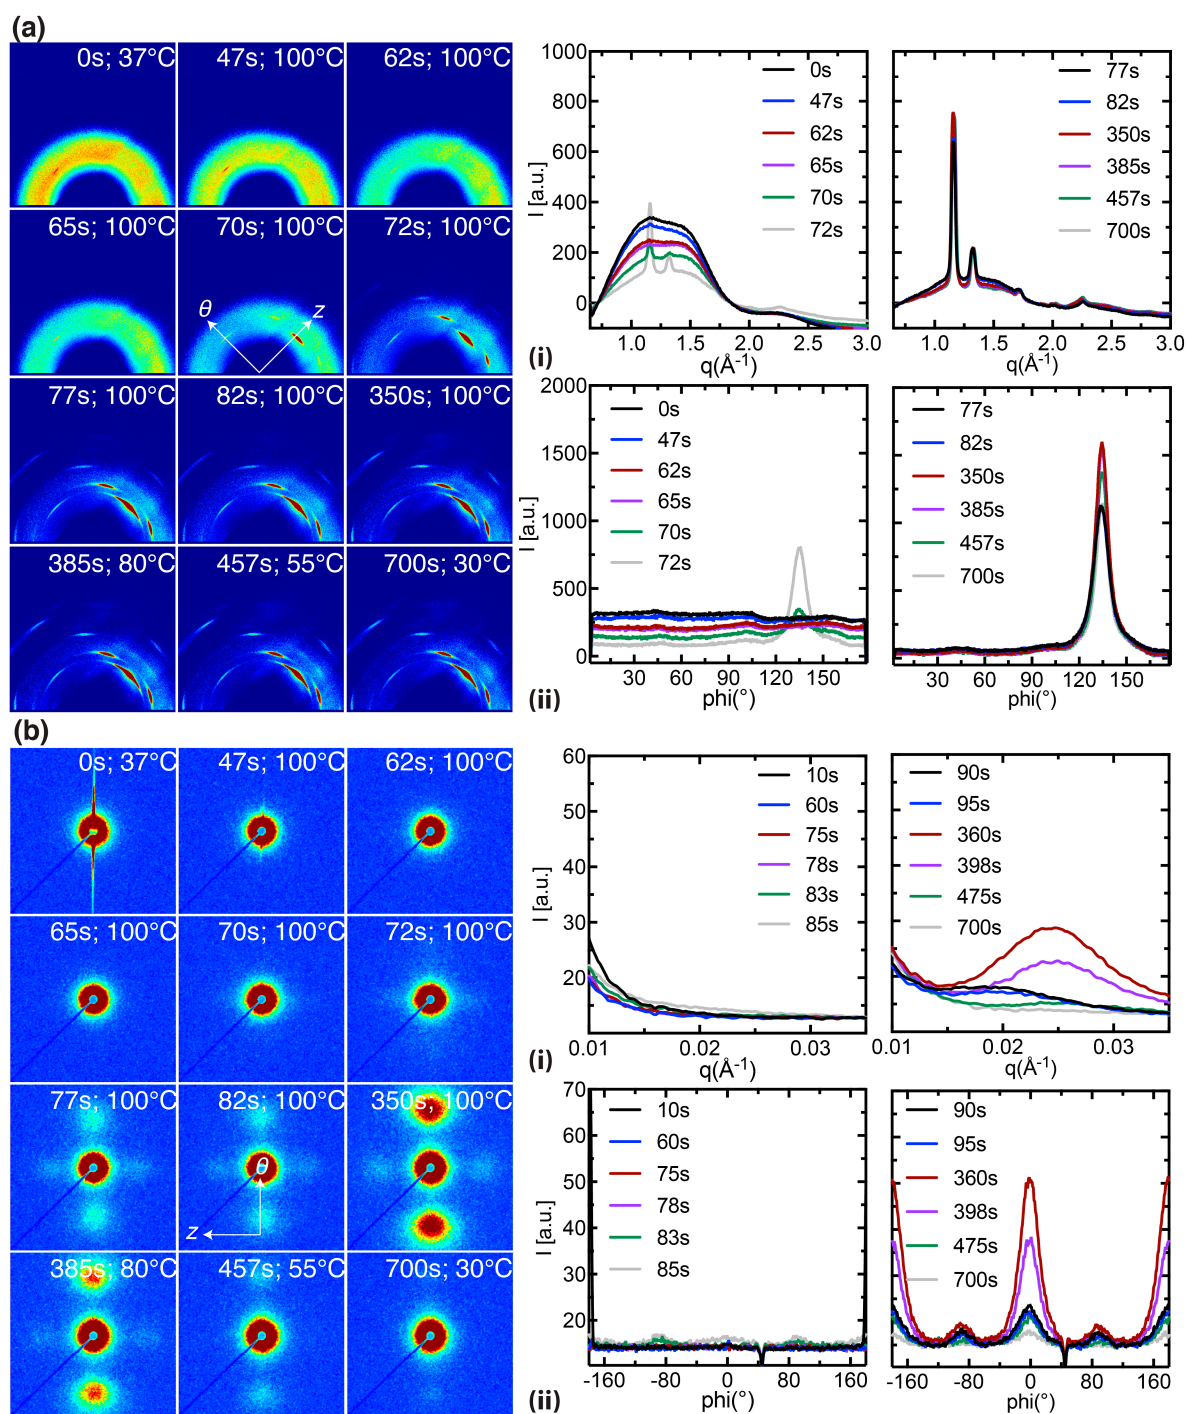 (a)
0s; 37°C 47s; 100°C 62s; 100°C
65s; 100°C 70s; 100°C 72s; 100°C
θ z
77s; 100°C 82s; 100°C 350s; 100°C
385s; 80°C 457s; 55°C 700s; 30°C
I [a.u.]
1000
800
600
400
200
0
0s
47s
62s
65s
70s
72s
1.0 1.5 2.0 2.5 3.0
q(Å⁻¹)
(i)
77s
82s
350s
385s
457s
700s
1.0 1.5 2.0 2.5 3.0
q(Å⁻¹)
I [a.u.]
2000
1500
1000
500
0
0s
47s
62s
65s
70s
72s
30 60 90 120 150
phi(°)
(ii)
77s
82s
350s
385s
457s
700s
30 60 90 120 150
phi(°)
(b)
0s; 37°C 47s; 100°C 62s; 100°C
65s; 100°C 70s; 100°C 72s; 100°C
77s; 100°C 82s; 100°C 350s; 100°C
θ
z
385s; 80°C 457s; 55°C 700s; 30°C
I [a.u.]
60
50
40
30
20
10s
60s
75s
78s
83s
85s
0.01 0.02 0.03
q(Å⁻¹)
(i)
90s
95s
360s
398s
475s
700s
0.01 0.02 0.03
q(Å⁻¹)
I [a.u.]
70
60
50
40
30
20
10s
60s
75s
78s
83s
85s
-160 -80 0 80 160
phi(°)
(ii)
90s
95s
360s
398s
475s
700s
-160 -80 0 80 160
phi(°)